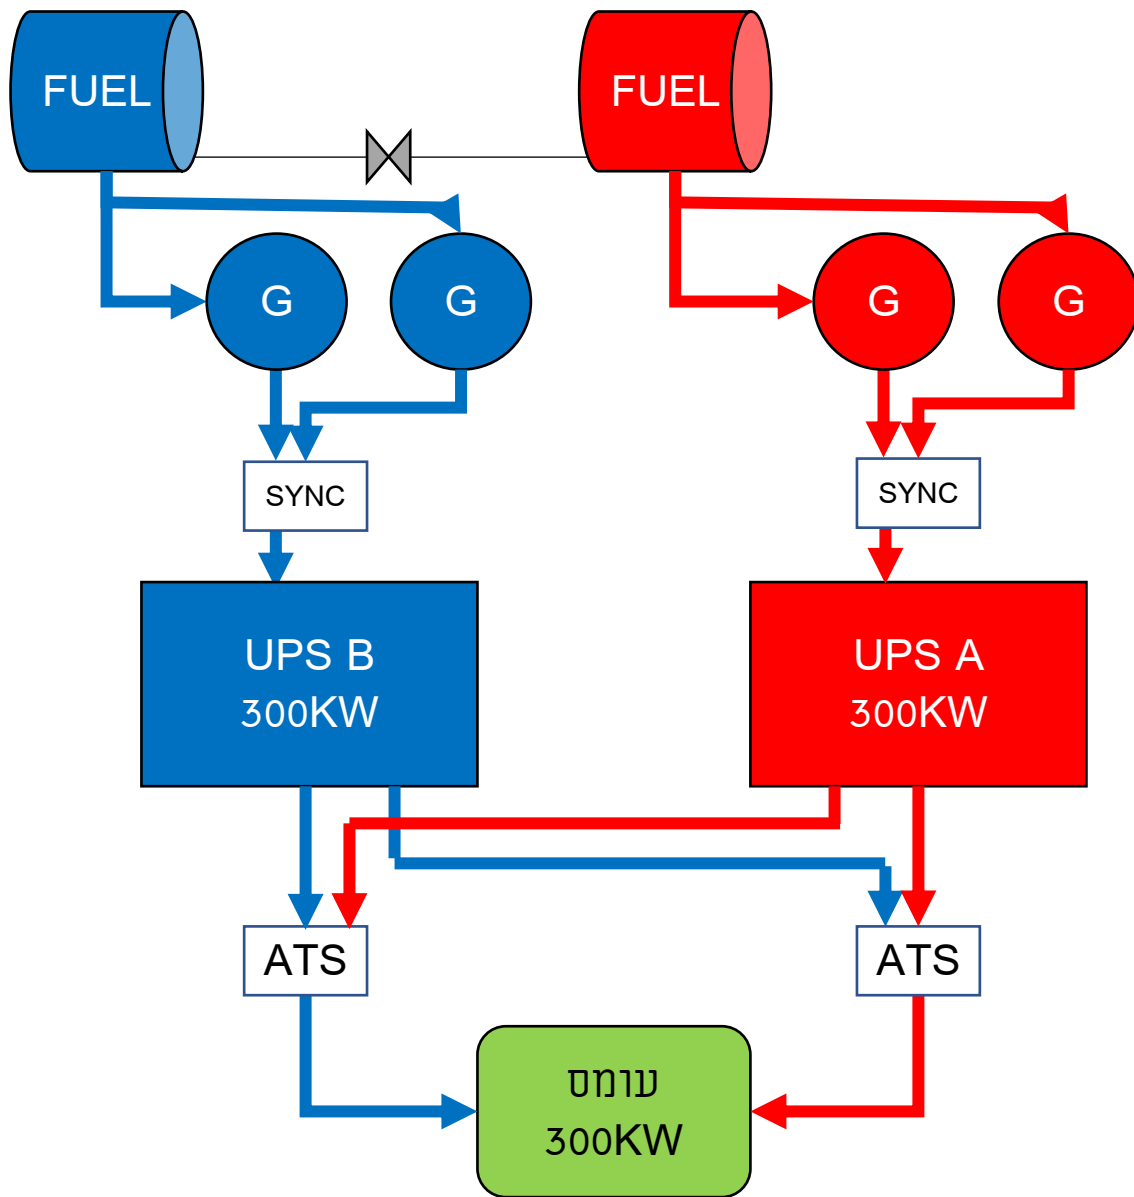 FUEL
FUEL
G
G
G
G
SYNC
SYNC
UPS B
300KW
UPS A
300KW
ATS
ATS
עומס
300KW